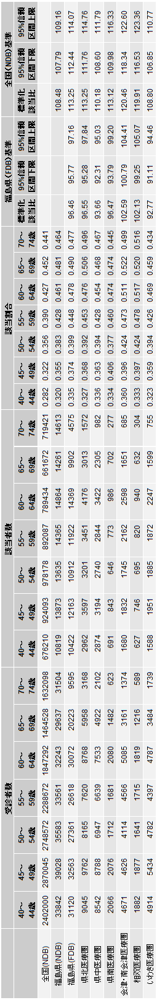 受診者数 該当者数 該当割合 福島県(FDB)基準 全国(NDB)基準
40～44歳 45～49歳 50～54歳 55～59歳 60～64歳 65～69歳 70～74歳 40～44歳 45～49歳 50～54歳 55～59歳 60～64歳 65～69歳 70～74歳 40～44歳 45～49歳 50～54歳 55～59歳 60～64歳 65～69歳 70～74歳 標準化該当比 95%信頼区間下限 95%信頼区間上限 標準化該当比 95%信頼区間下限 95%信頼区間上限
全国(NDB) 2402000 2870045 2748572 2288672 1847292 1464528 1632098 676210 924093 978178 892087 789434 661672 719421 0.282 0.322 0.356 0.390 0.427 0.452 0.441
福島県(NDB) 33842 39028 35583 33561 32243 29637 31504 10819 13873 13635 14365 14864 14261 14613 0.320 0.355 0.383 0.428 0.461 0.481 0.464 108.48 107.79 109.16
福島県(FDB) 31120 32563 27361 26618 30072 20223 9595 10422 12163 10912 11922 14369 9902 4575 0.335 0.374 0.399 0.448 0.478 0.490 0.477 96.46 95.77 97.16 113.25 112.44 114.07
県北医療圏 9045 9762 8165 7620 8768 5958 3168 2962 3597 3201 3451 4176 3013 1572 0.327 0.368 0.392 0.453 0.476 0.506 0.496 96.55 95.28 97.84 113.25 111.76 114.76
県中医療圏 8542 8788 6947 6639 7533 4922 2102 2874 3194 2740 2844 3422 2305 982 0.336 0.363 0.394 0.428 0.454 0.468 0.467 93.66 92.31 95.03 110.18 108.60 111.79
県南医療圏 2066 2076 1712 1681 2080 1482 623 691 843 646 773 986 702 277 0.334 0.406 0.377 0.460 0.474 0.474 0.445 96.47 93.79 99.20 113.12 109.98 116.33
会津・南会津医療圏 4671 4626 4114 4566 5085 3161 1374 1680 1832 1745 2162 2598 1651 685 0.360 0.396 0.424 0.473 0.511 0.522 0.499 102.59 100.79 104.41 120.46 118.34 122.60
相双医療圏 1882 1877 1641 1715 1819 1216 589 627 746 695 820 940 632 304 0.333 0.397 0.424 0.478 0.517 0.520 0.516 102.13 99.25 105.07 119.91 116.53 123.36
いわき医療圏 4914 5434 4782 4397 4787 3484 1739 1588 1951 1885 1872 2247 1599 755 0.323 0.359 0.394 0.426 0.469 0.459 0.434 92.77 91.11 94.46 108.80 106.85 110.77